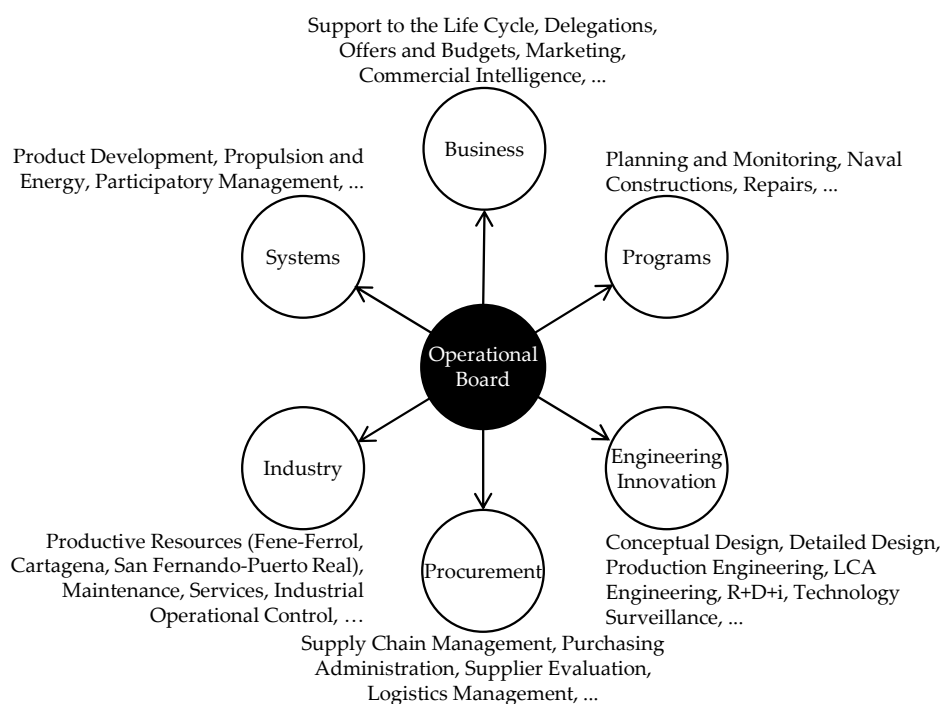 Support to the Life Cycle, Delegations,
Offers and Budgets, Marketing,
Commercial Intelligence, ...
Business
Product Development, Propulsion and
Energy, Participatory Management, ...
Systems
Planning and Monitoring, Naval
Constructions, Repairs, ...
Programs
Operational
Board
Industry
Productive Resources (Fene-Ferrol,
Cartagena, San Fernando-Puerto Real),
Maintenance, Services, Industrial
Operational Control, …
Engineering
Innovation
Conceptual Design, Detailed Design,
Production Engineering, LCA
Engineering, R+D+i, Technology
Surveillance, ...
Procurement
Supply Chain Management, Purchasing
Administration, Supplier Evaluation,
Logistics Management, ...